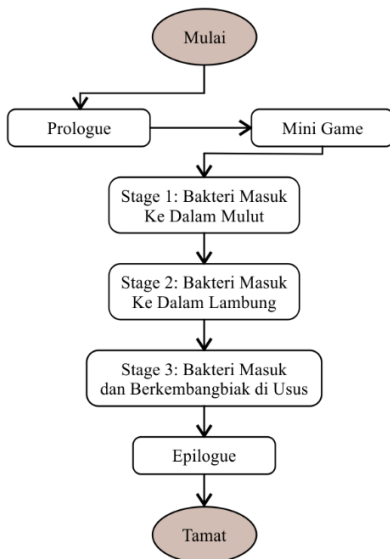 Mulai
Prologue
Mini Game
Stage 1: Bakteri Masuk
Ke Dalam Mulut
Stage 2: Bakteri Masuk
Ke Dalam Lambung
Stage 3: Bakteri Masuk
dan Berkembangbiak di Usus
Epilogue
Tamat